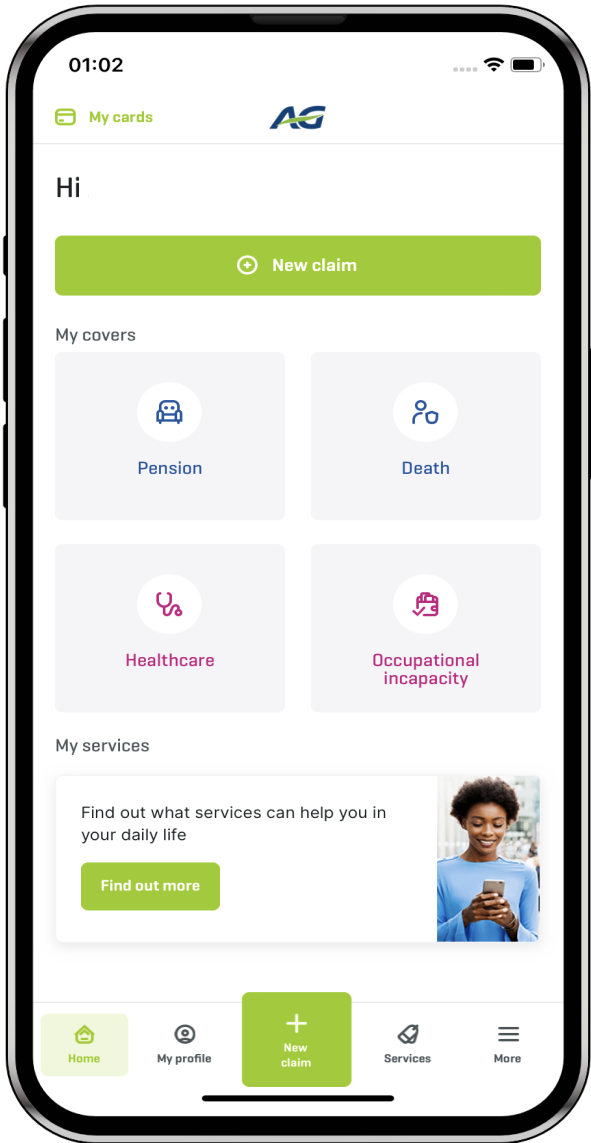 01:02
My cards
AG
Hi
New claim
My covers
Pension
Death
Healthcare
Occupational
incapacity
My services
Find out what services can help you in
your daily life
Find out more
Home
My profile
New
claim
Services
More